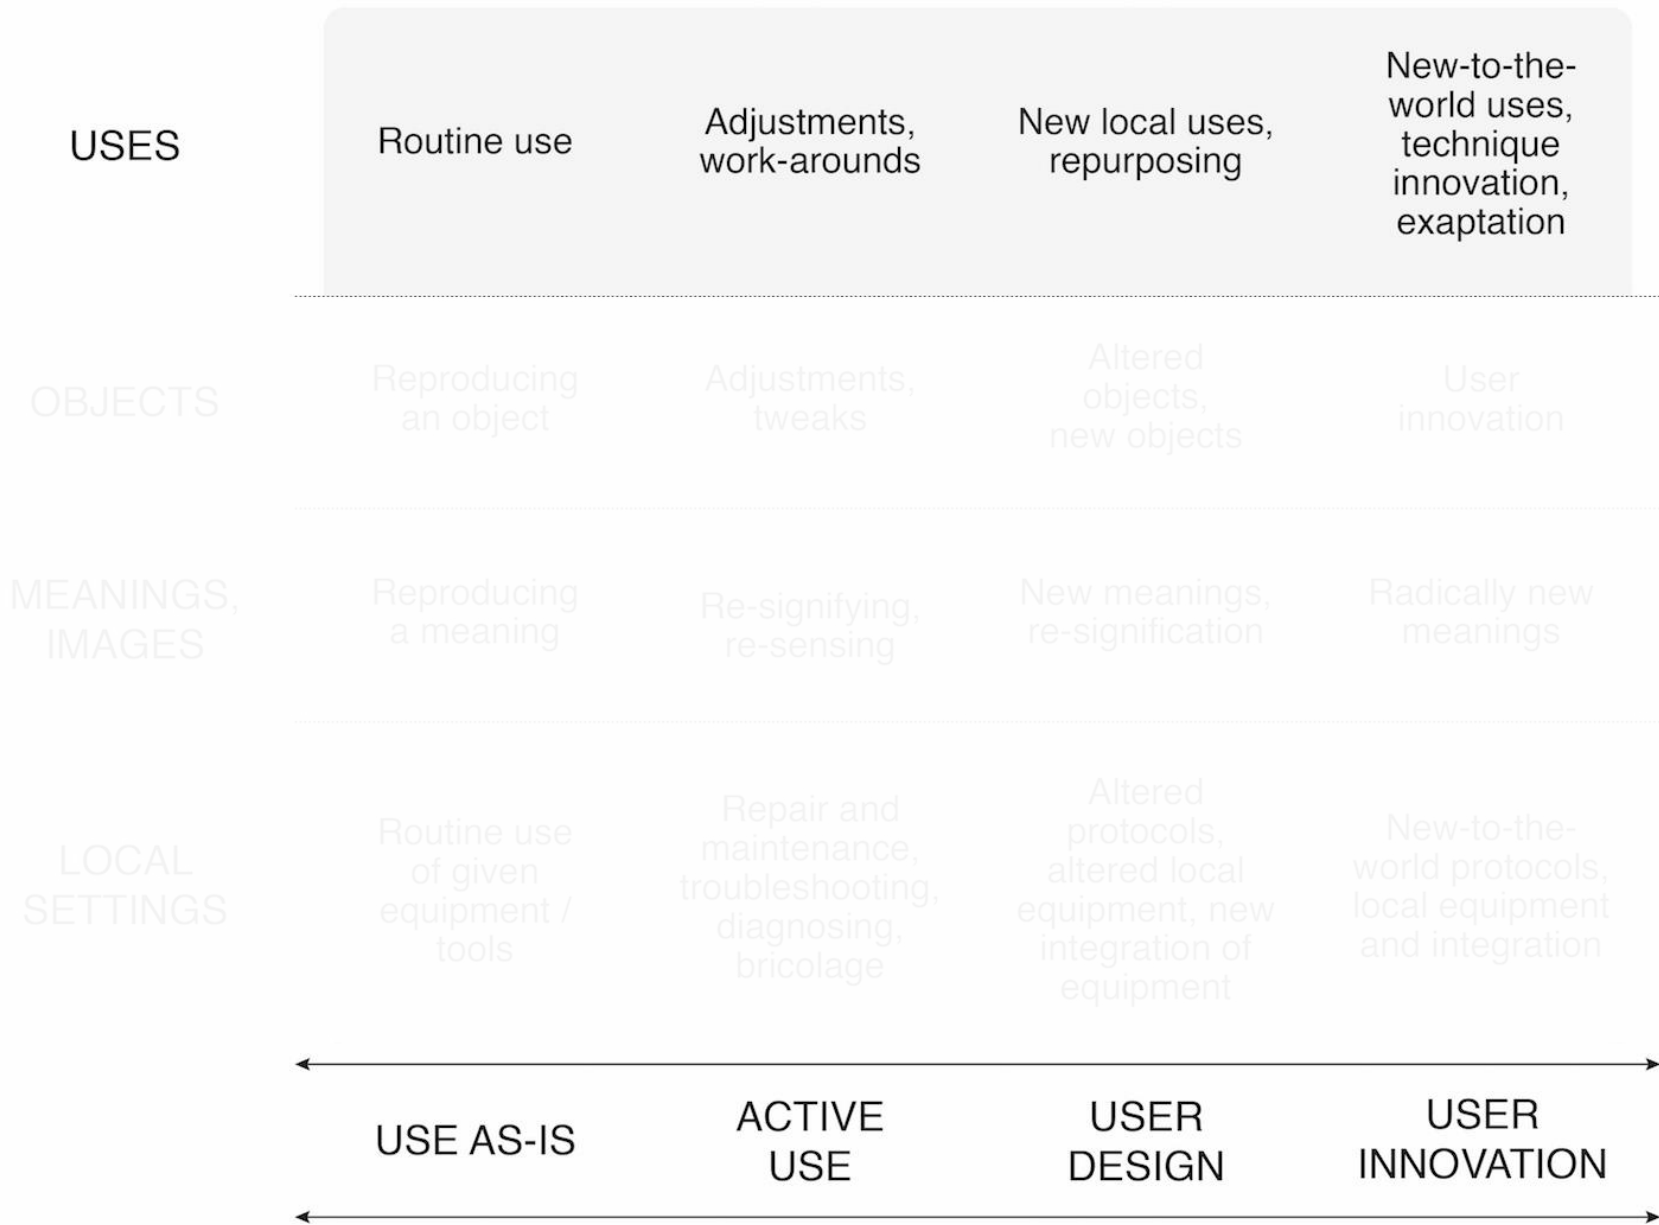 USES
Routine use
Adjustments,
work-arounds
New local uses,
repurposing
New-to-the-
world uses,
technique
innovation,
exaptation
OBJECTS
Reproducing
an object
Adjustments,
tweaks
Altered
objects,
new objects
User
innovation
MEANINGS,
IMAGES
Reproducing
a meaning
Re-signifying,
re-sensing
New meanings,
re-signification
Radically new
meanings
LOCAL
SETTINGS
Routine use
of given
equipment /
tools
Repair and
maintenance,
troubleshooting,
diagnosing,
bricolage
Altered
protocols,
altered local
equipment, new
integration of
equipment
New-to-the-
world protocols,
local equipment
and integration
USE AS-IS
ACTIVE
USE
USER
DESIGN
USER
INNOVATION